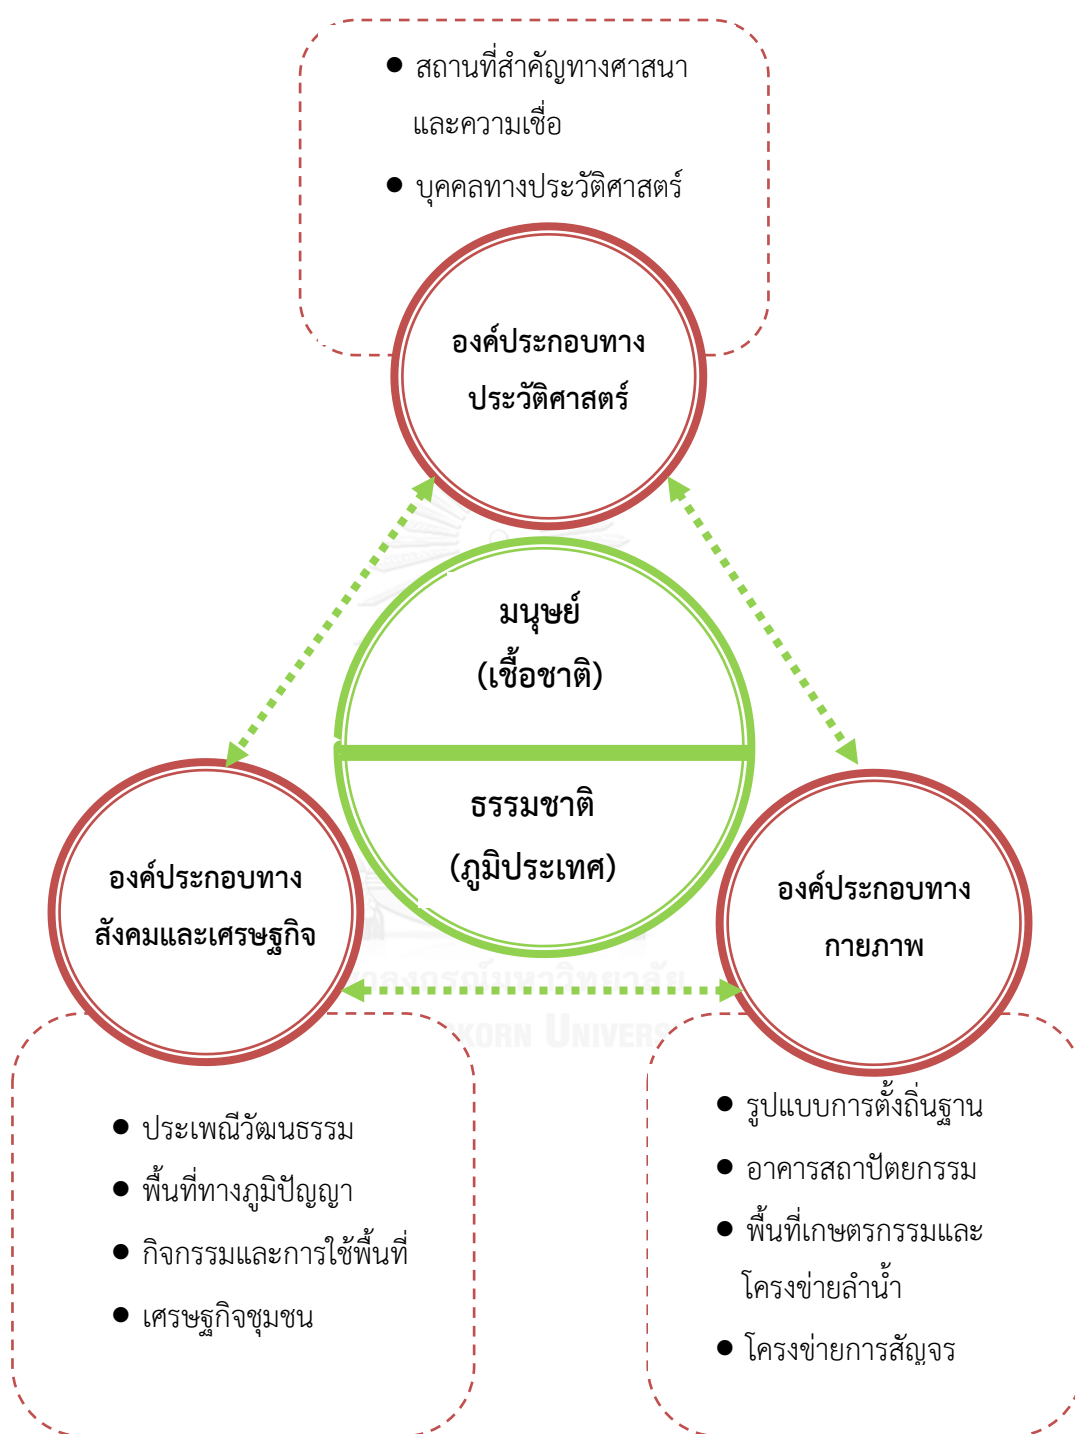 ● สถานที่สำคัญทางศาสนา
และความเชื่อ
● บุคคลทางประวัติศาสตร์
องค์ประกอบทาง
ประวัติศาสตร์
มนุษย์
(เชื้อชาติ)
ธรรมชาติ
(ภูมิประเทศ)
องค์ประกอบทาง
สังคมและเศรษฐกิจ
องค์ประกอบทาง
กายภาพ
● ประเพณีวัฒนธรรม
● พื้นที่ทางภูมิปัญญา
● กิจกรรมและการใช้พื้นที่
● เศรษฐกิจชุมชน
● รูปแบบการตั้งถิ่นฐาน
● อาคารสถาปัตยกรรม
● พื้นที่เกษตรกรรมและ
โครงข่ายลำน้ำ
● โครงข่ายการสัญจร